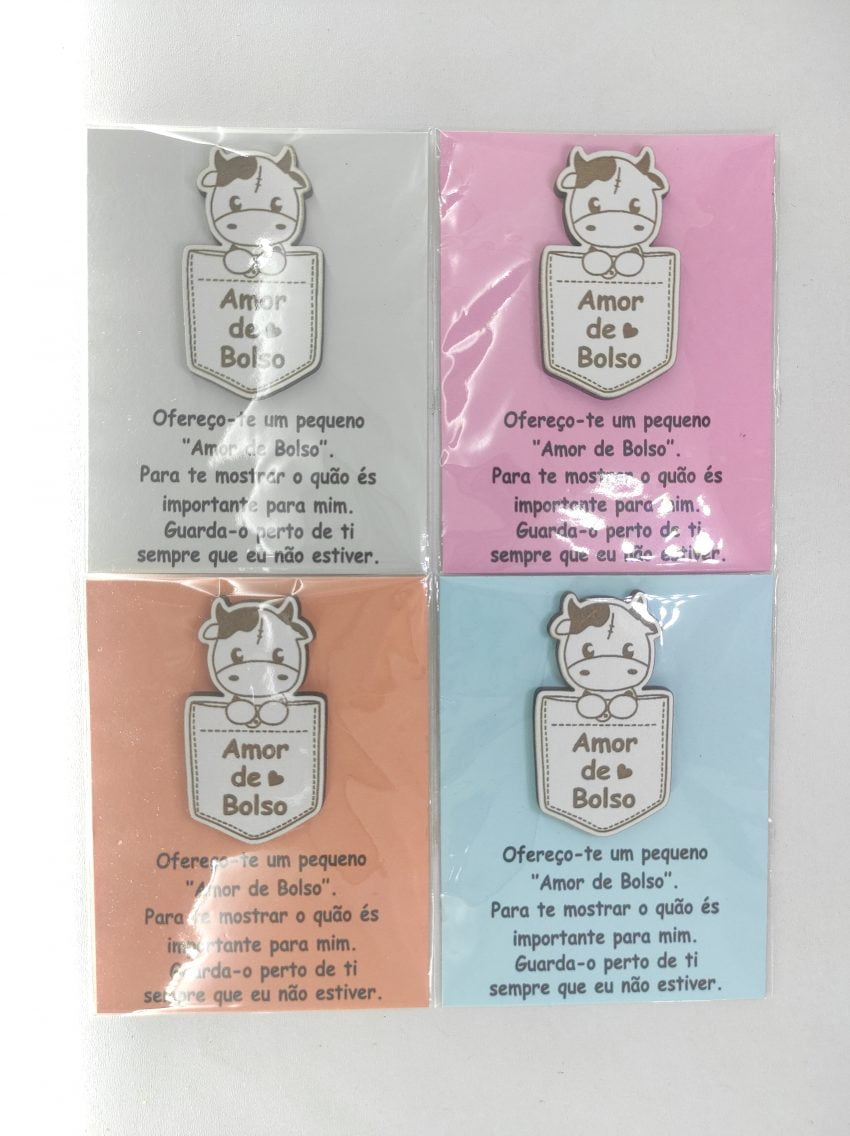 Amor
de
Bolso
Ofereço-te um pequeno
"Amor de Bolso".
Para te mostrar o quão és
importante para mim.
Guarda-o perto de ti
sempre que eu não estiver.
Amor
de
Bolso
Ofereço-te um pequeno
"Amor de Bolso".
Para te mostrar o quão és
importante para mim.
Guarda-o perto de ti
sempre que eu não estiver.
Amor
de
Bolso
Ofereço-te um pequeno
"Amor de Bolso".
Para te mostrar o quão és
importante para mim.
Guarda-o perto de ti
sempre que eu não estiver.
Amor
de
Bolso
Ofereço-te um pequeno
"Amor de Bolso".
Para te mostrar o quão és
importante para mim.
Guarda-o perto de ti
sempre que eu não estiver.